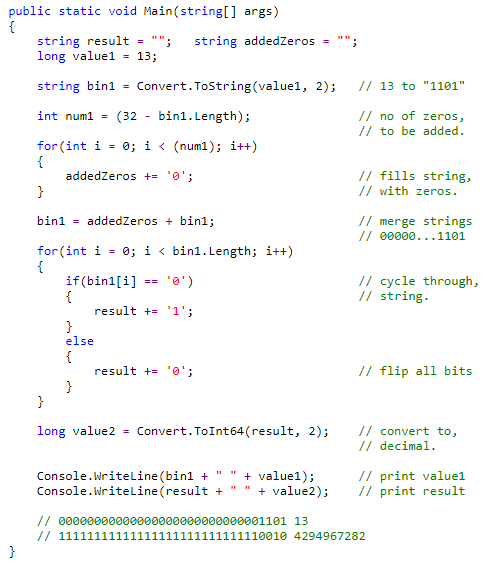 public static void Main(string[] args)
{
    string result = "";   string addedZeros = "";
    long value1 = 13;
    string bin1 = Convert.ToString(value1, 2);   // 13 to "1101"
    int num1 = (32 - bin1.Length);               // no of zeros,
                                                 // to be added.
    for(int i = 0; i < (num1); i++)
    {
        addedZeros += '0';                       // fills string,
    }                                            // with zeros.
    bin1 = addedZeros + bin1;                    // merge strings
                                                 // 00000...1101
    for(int i = 0; i < bin1.Length; i++)
    {
        if(bin1[i] == '0')                       // cycle through,
        {                                        // string.
            result += '1';
        }
        else
        {
            result += '0';                       // flip all bits
        }
    }
    long value2 = Convert.ToInt64(result, 2);    // convert to,
                                                 // decimal.
    Console.WriteLine(bin1 + " " + value1);      // print value1
    Console.WriteLine(result + " " + value2);    // print result
    // 00000000000000000000000000001101 13
    // 11111111111111111111111111110010 4294967282
}